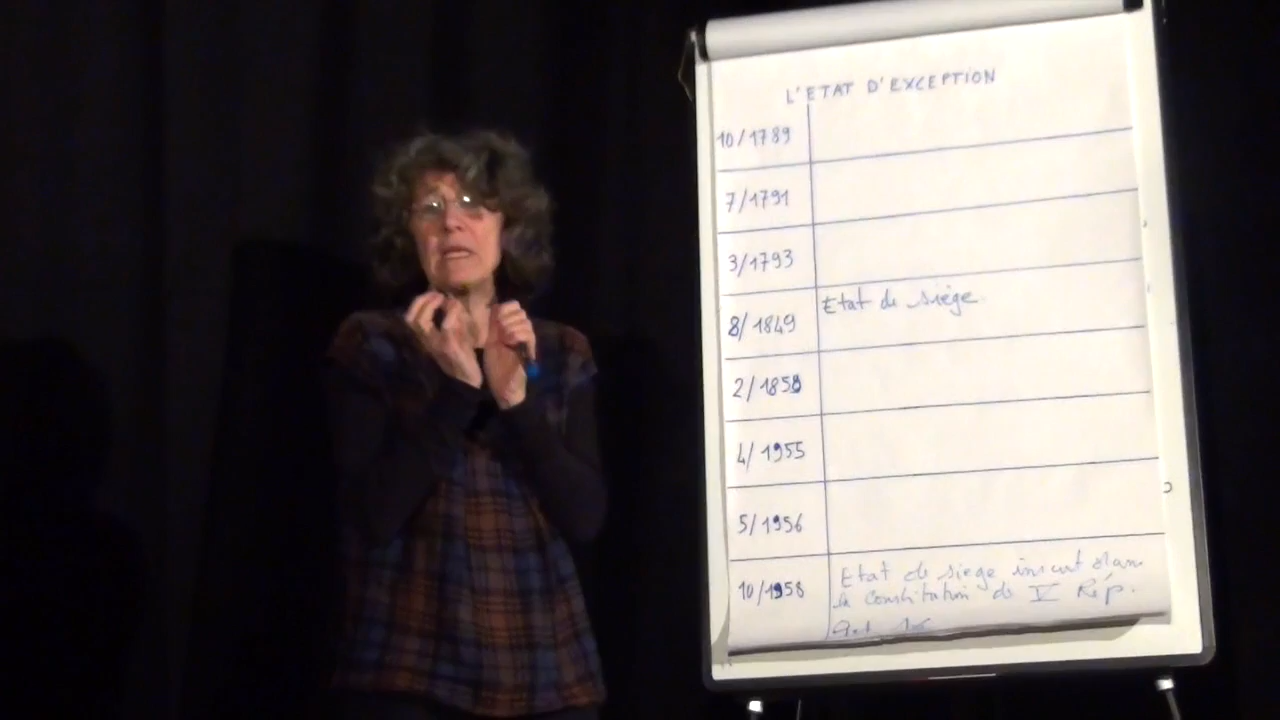 L'ETAT D'EXCEPTION
10/1789
7/1791
3/1793
8/1849 Etat de siège
2/1858
4/1955
5/1956
10/1958 Etat de siège inscrit dans
la constitution de V Rép.
Art